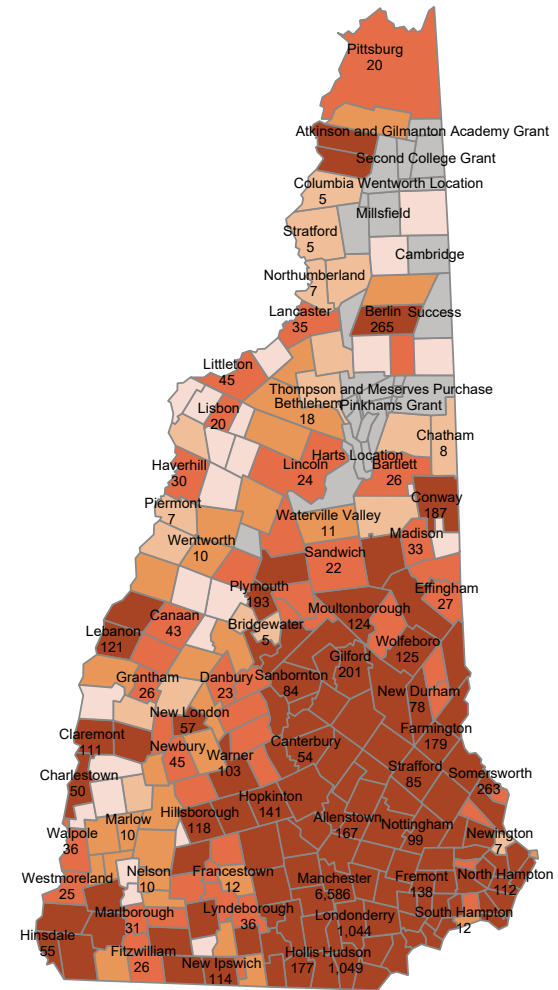 Pittsburg
20
Atkinson and Gilmanton Academy Grant
Second College Grant
Columbia
5
Wentworth Location
Millsfield
Stratford
5
Cambridge
Northumberland
7
Lancaster
35
Berlin
265
Success
Littleton
45
Thompson and Meserves Purchase
Bethlehem
18
Pinkhams Grant
Lisbon
20
Chatham
8
Harts Location
Haverhill
30
Lincoln
24
Bartlett
26
Conway
187
Piermont
7
Waterville Valley
11
Madison
33
Wentworth
10
Sandwich
22
Plymouth
193
Effingham
27
Moultonborough
124
Canaan
43
Bridgewater
5
Lebanon
121
Wolfeboro
125
Gilford
201
Grantham
26
Danbury
23
Sanbornton
84
New Durham
78
New London
57
Farmington
179
Claremont
111
Newbury
45
Canterbury
54
Warner
103
Strafford
85
Somersworth
263
Charlestown
50
Hopkinton
141
Hillsborough
118
Allenstown
167
Marlow
10
Nottingham
99
Walpole
36
Newington
7
Westmoreland
25
Nelson
10
Francestown
12
Manchester
6,586
Fremont
138
North Hampton
112
Marlborough
31
Lyndeborough
36
Londonderry
1,044
South Hampton
12
Hinsdale
55
Fitzwilliam
26
New Ipswich
114
Hollis
177
Hudson
1,049